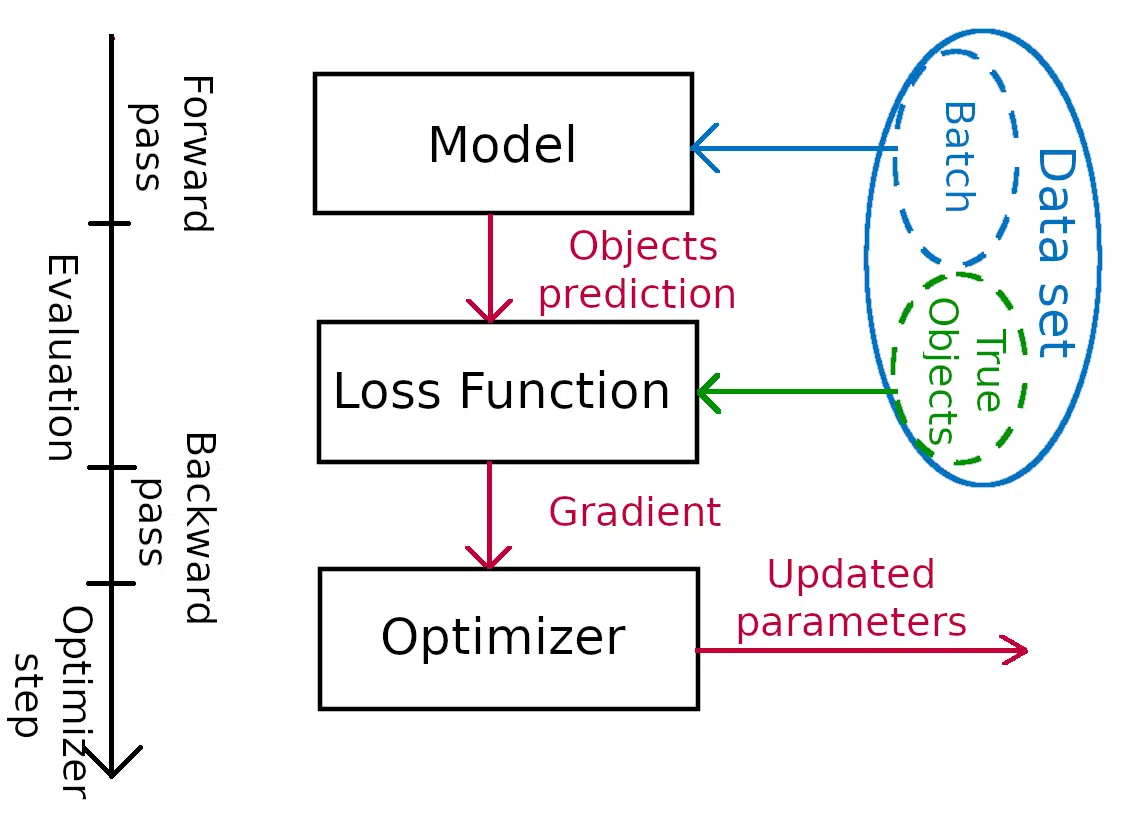 Forward
pass
Evaluation
Backward
pass
Optimizer
step
Model
Objects
prediction
Loss Function
Gradient
Optimizer
Updated
parameters
Data set
Batch
True
Objects